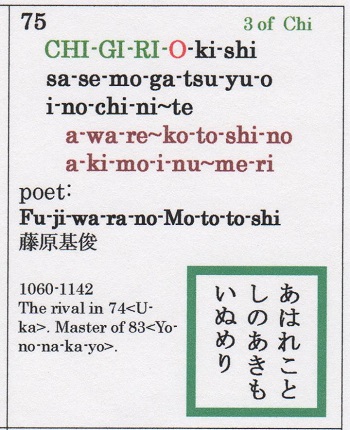 75
3 of Chi
CHI-GI-RI-O-ki-shi
sa-se-mo-ga-tsu-yu-o
i-no-chi-ni~te
a-wa-re~ko-to-shi-no
a-ki-mo-i-nu~me-ri
poet:
Fu-ji-wa-ra-no-Mo-to-to-shi
藤原基俊
1060-1142
The rival in 74<U-
ka>. Master of 83<Yo-
no-na-ka-yo>.
あはれこと
しのあきも
いぬめり